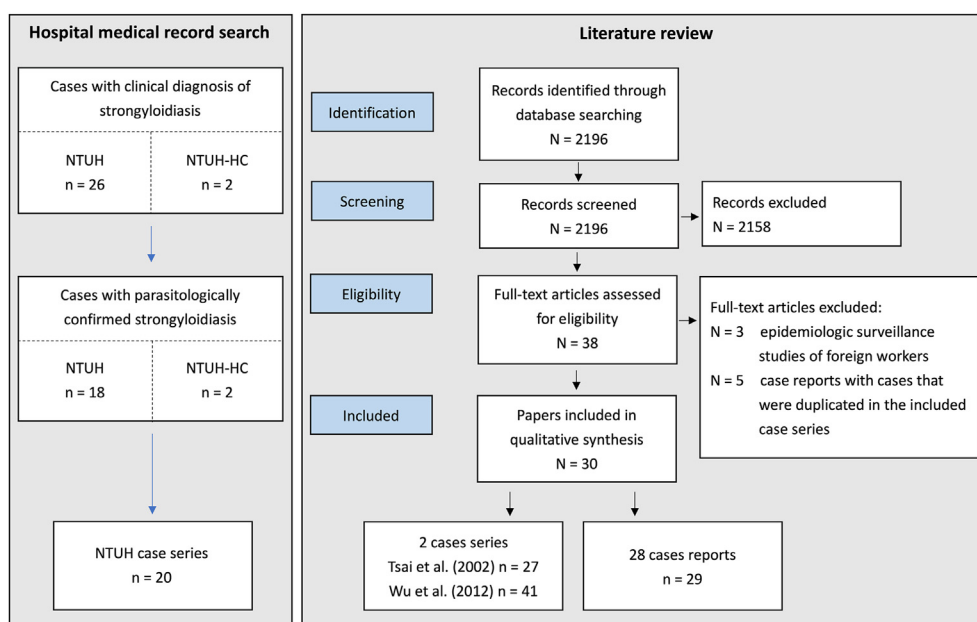 Hospital medical record search
Cases with clinical diagnosis of
strongyloidiasis
NTUH
n = 26
NTUH-HC
n = 2
Cases with parasitologically
confirmed strongyloidiasis
NTUH
n = 18
NTUH-HC
n = 2
NTUH case series
n = 20
Literature review
Identification
Records identified through
database searching
N = 2196
Screening
Records screened
N = 2196
Records excluded
N = 2158
Eligibility
Full-text articles assessed
for eligibility
N = 38
Full-text articles excluded:
N = 3 epidemiologic surveillance
studies of foreign workers
N = 5 case reports with cases that
were duplicated in the included
case series
Included
Papers included in
qualitative synthesis
N = 30
2 cases series
Tsai et al. (2002) n = 27
Wu et al. (2012) n = 41
28 cases reports
n = 29